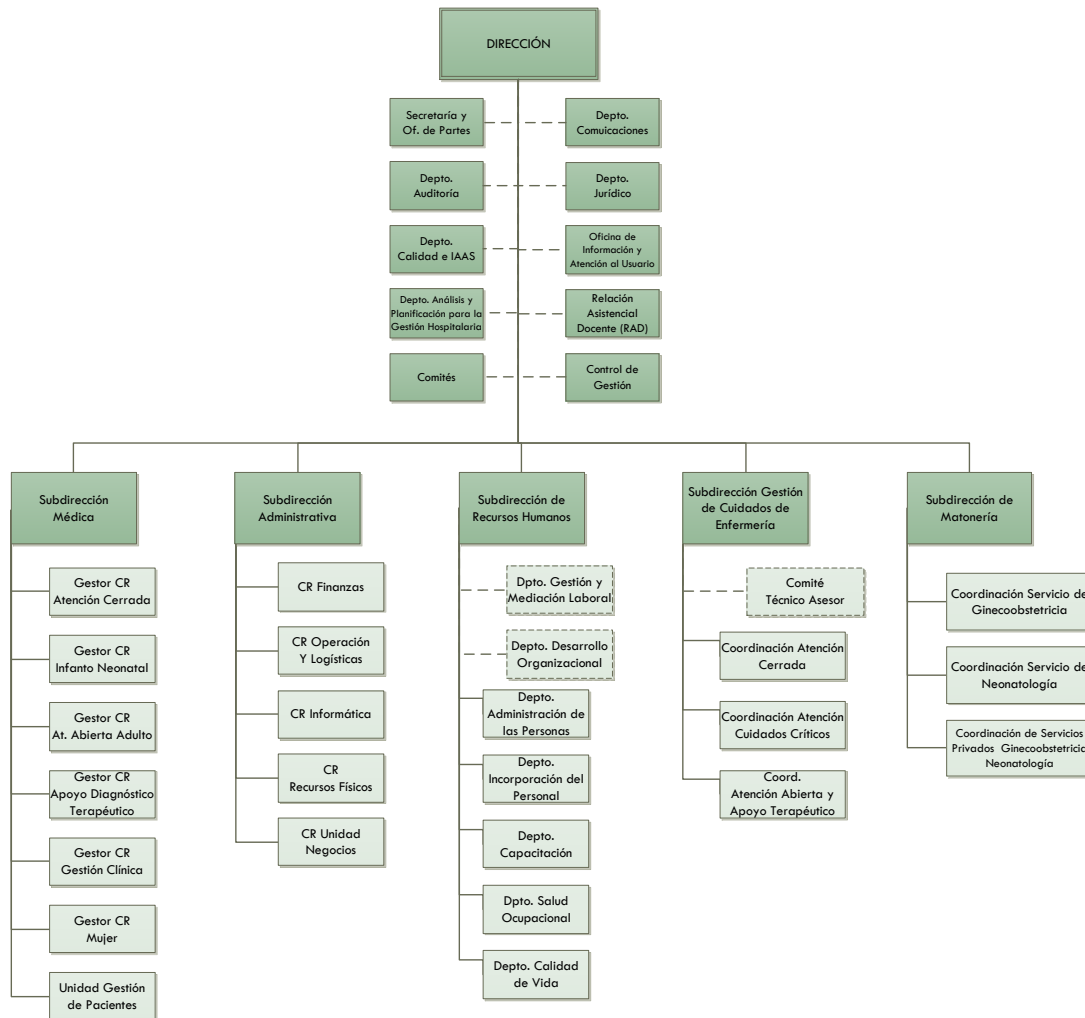 DIRECCIÓN
Secretaría y
Of. de Partes
Depto.
Comuicaciones
Depto.
Auditoría
Depto.
Jurídico
Depto.
Calidad e IAAS
Oficina de
Información y
Atención al Usuario
Depto. Análisis y
Planificación para la
Gestión Hospitalaria
Relación
Asistencial
Docente (RAD)
Comités
Control de
Gestión
Subdirección
Médica
Gestor CR
Atención Cerrada
Gestor CR
Infanto Neonatal
Gestor CR
At. Abierta Adulto
Gestor CR
Apoyo Diagnóstico
Terapéutico
Gestor CR
Gestión Clínica
Gestor CR
Mujer
Unidad Gestión
de Pacientes
Subdirección
Administrativa
CR Finanzas
CR Operación
Y Logísticas
CR Informática
CR
Recursos Físicos
CR Unidad
Negocios
Subdirección de
Recursos Humanos
Dpto. Gestión y
Mediación Laboral
Depto. Desarrollo
Organizacional
Depto.
Administración de
las Personas
Depto.
Incorporación del
Personal
Depto.
Capacitación
Dpto. Salud
Ocupacional
Depto. Calidad
de Vida
Subdirección Gestión
de Cuidados de
Enfermería
Comité
Técnico Asesor
Coordinación Atención
Cerrada
Coordinación Atención
Cuidados Críticos
Coord.
Atención Abierta y
Apoyo Terapéutico
Subdirección de
Matonería
Coordinación Servicio de
Ginecoobstetricia
Coordinación Servicio de
Neonatología
Coordinación de Servicios
Privados Ginecoobstetricia
Neonatología